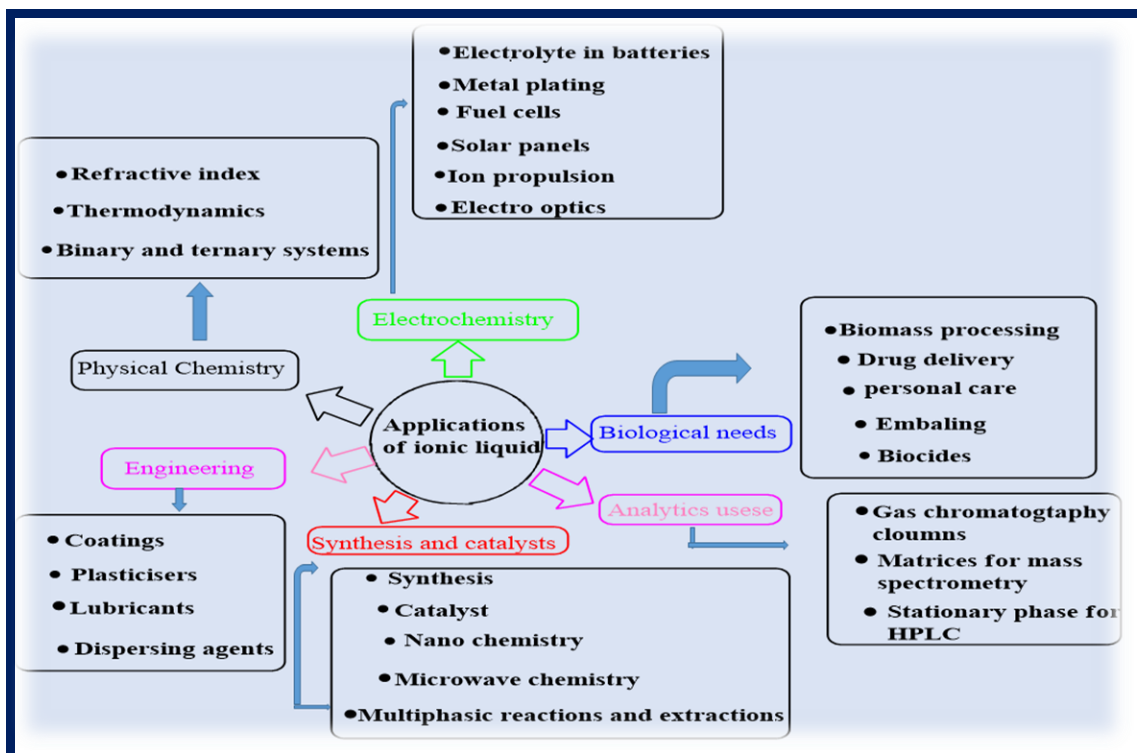 ●Electrolyte in batteries
●Metal plating
● Fuel cells
●Solar panels
●Ion propulsion
●Electro optics
●Refractive index
●Thermodynamics
●Binary and ternary systems
Electrochemistry
Physical Chemistry
Applications
of ionic liquid
Biological needs
●Biomass processing
● Drug delivery
● personal care
● Embaling
● Biocides
Engineering
Analytics usese
Synthesis and catalysts
● Coatings
● Plasticisers
● Lubricants
● Dispersing agents
● Synthesis
● Catalyst
● Nano chemistry
● Microwave chemistry
●Multiphasic reactions and extractions
● Gas chromatogtaphy
cloumns
● Matrices for mass
spectrometry
● Stationary phase for
HPLC